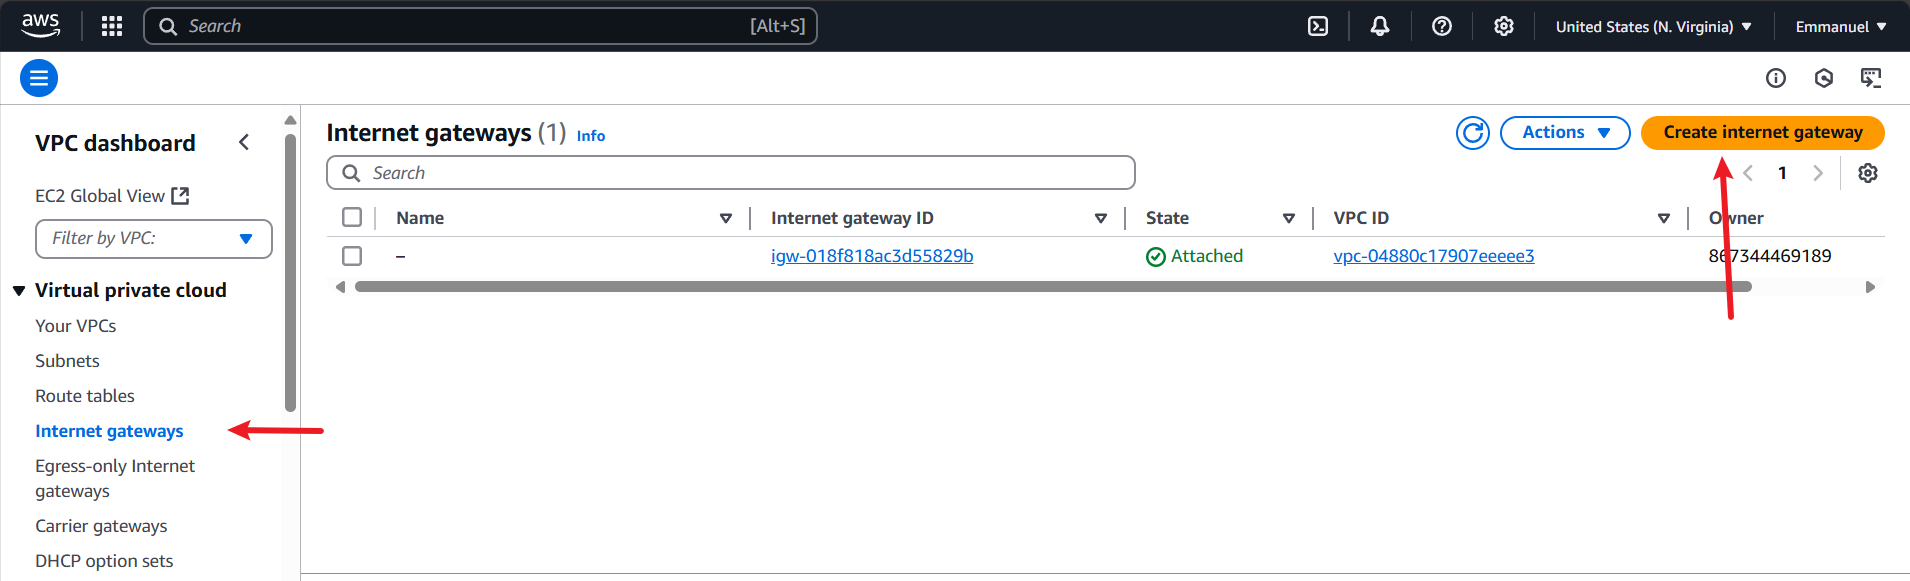 aws
Search [Alt+S]
United States (N. Virginia)
Emmanuel
VPC dashboard
EC2 Global View
Filter by VPC:
Virtual private cloud
Your VPCs
Subnets
Route tables
Internet gateways
Egress-only Internet
gateways
Carrier gateways
DHCP option sets
Internet gateways (1) Info
Actions
Create internet gateway
Search
1
Name Internet gateway ID State VPC ID Owner
– igw-018f818ac3d55829b Attached vpc-04880c17907eeeee3 867344469189